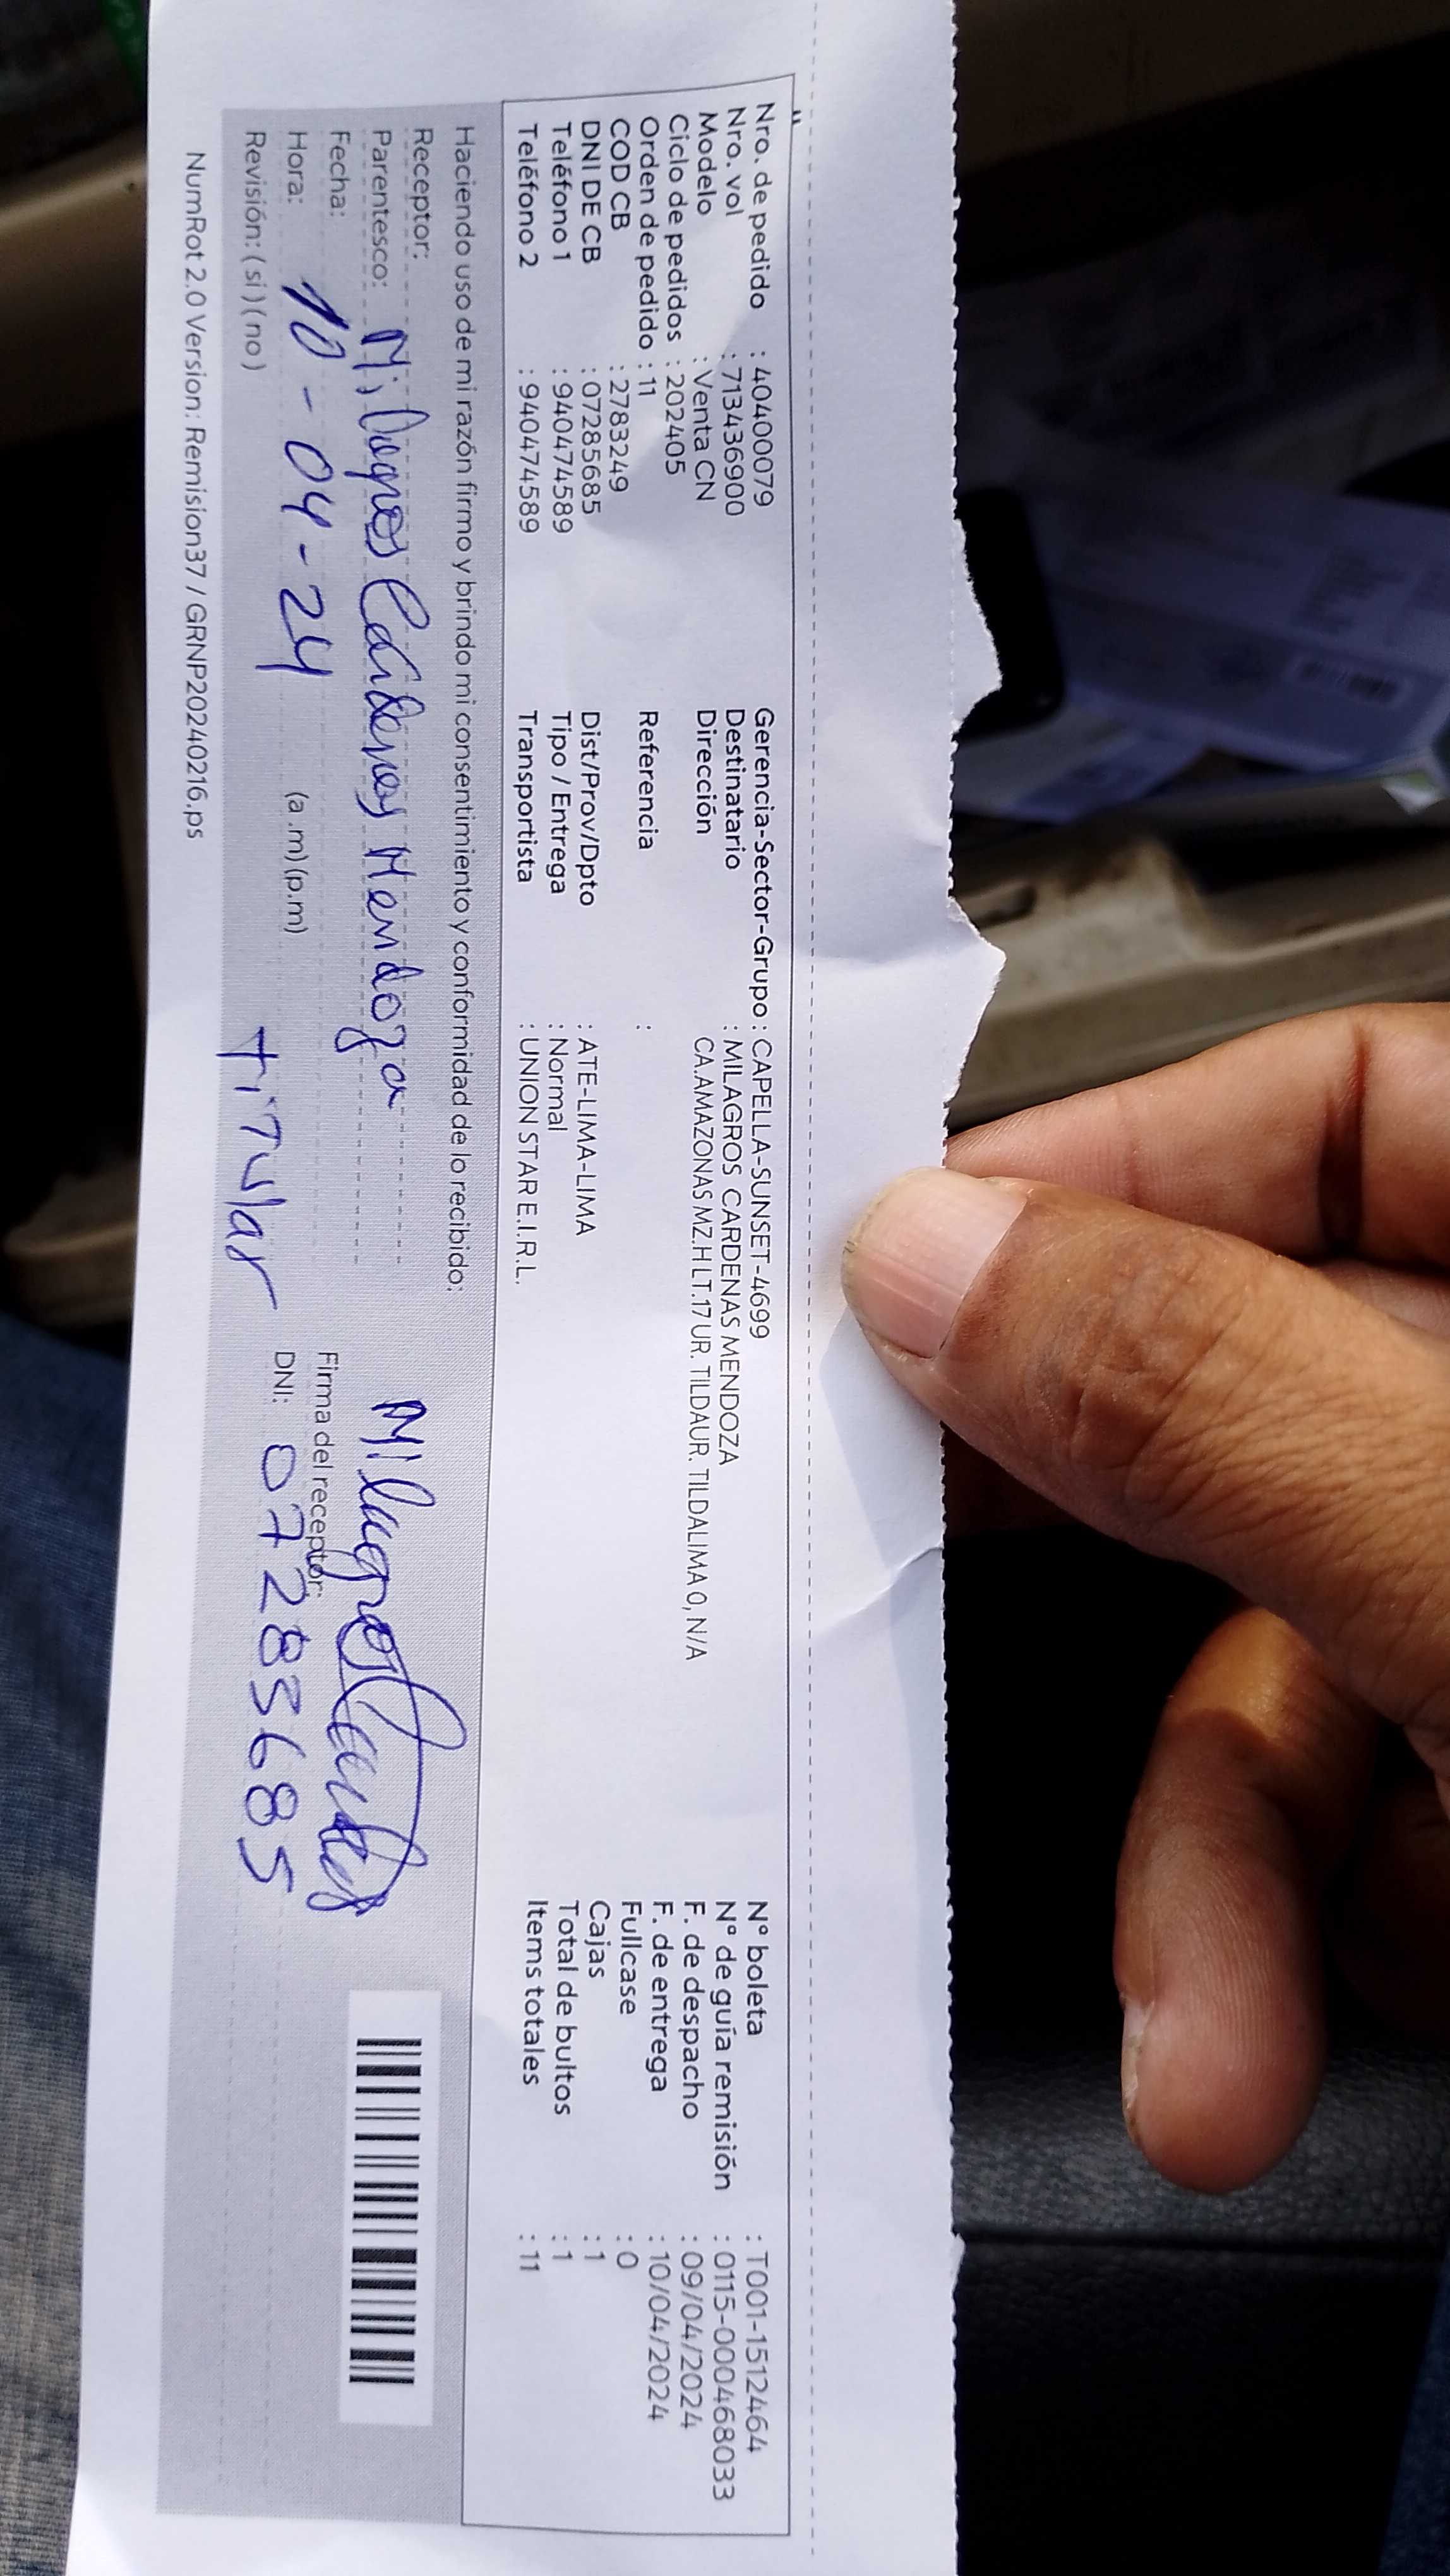 Nro. de pedido : 40400079
Nro. vol : 713436900
Modelo : Venta CN
Ciclo de pedidos : 202405
Orden de pedido : 11
COD CB : 2783249
DNI DE CB : 07285685
Teléfono 1 : 940474589
Teléfono 2 : 940474589
Gerencia-Sector-Grupo : CAPELLA-SUNSET-4699
Destinatario : MILAGROS CARDENAS MENDOZA
Dirección CA.AMAZONAS MZ.H LT.17 UR. TILDAUR. TILDALIMA 0, N/A
Referencia :
Dist/Prov/Dpto : ATE-LIMA-LIMA
Tipo / Entrega : Normal
Transportista : UNION STAR E.I.R.L.
N° boleta : T001-1512464
N° de guía remisión : 0115-000468033
F. de despacho : 09/04/2024
F. de entrega : 10/04/2024
Fullcase : 0
Cajas : 1
Total de bultos : 1
Items totales : 11
Haciendo uso de mi razón firmo y brindo mi consentimiento y conformidad de lo recibido:
Receptor:
Parentesco: Milagros Cárdenas Mendoza
Fecha:
Hora: 10-04-24 (a.m)(p.m)
Revisión: ( si ) ( no ) Titular
Milagros Cardenas
Firma del receptor:
DNI: 07285685
NumRot 2.0 Version: Remision37 / GRNP20240216.ps